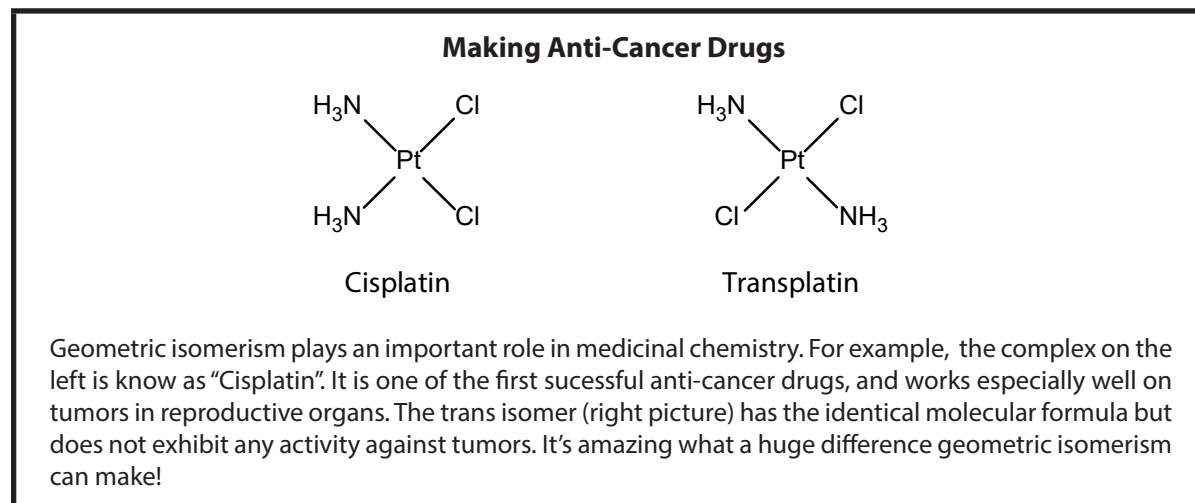 Making Anti-Cancer Drugs
H₃N Cl H₃N Cl
Pt Pt
H₃N Cl Cl NH₃
Cisplatin Transplatin
Geometric isomerism plays an important role in medicinal chemistry. For example, the complex on the
left is know as “Cisplatin”. It is one of the first sucessful anti-cancer drugs, and works especially well on
tumors in reproductive organs. The trans isomer (right picture) has the identical molecular formula but
does not exhibit any activity against tumors. It’s amazing what a huge difference geometric isomerism
can make!